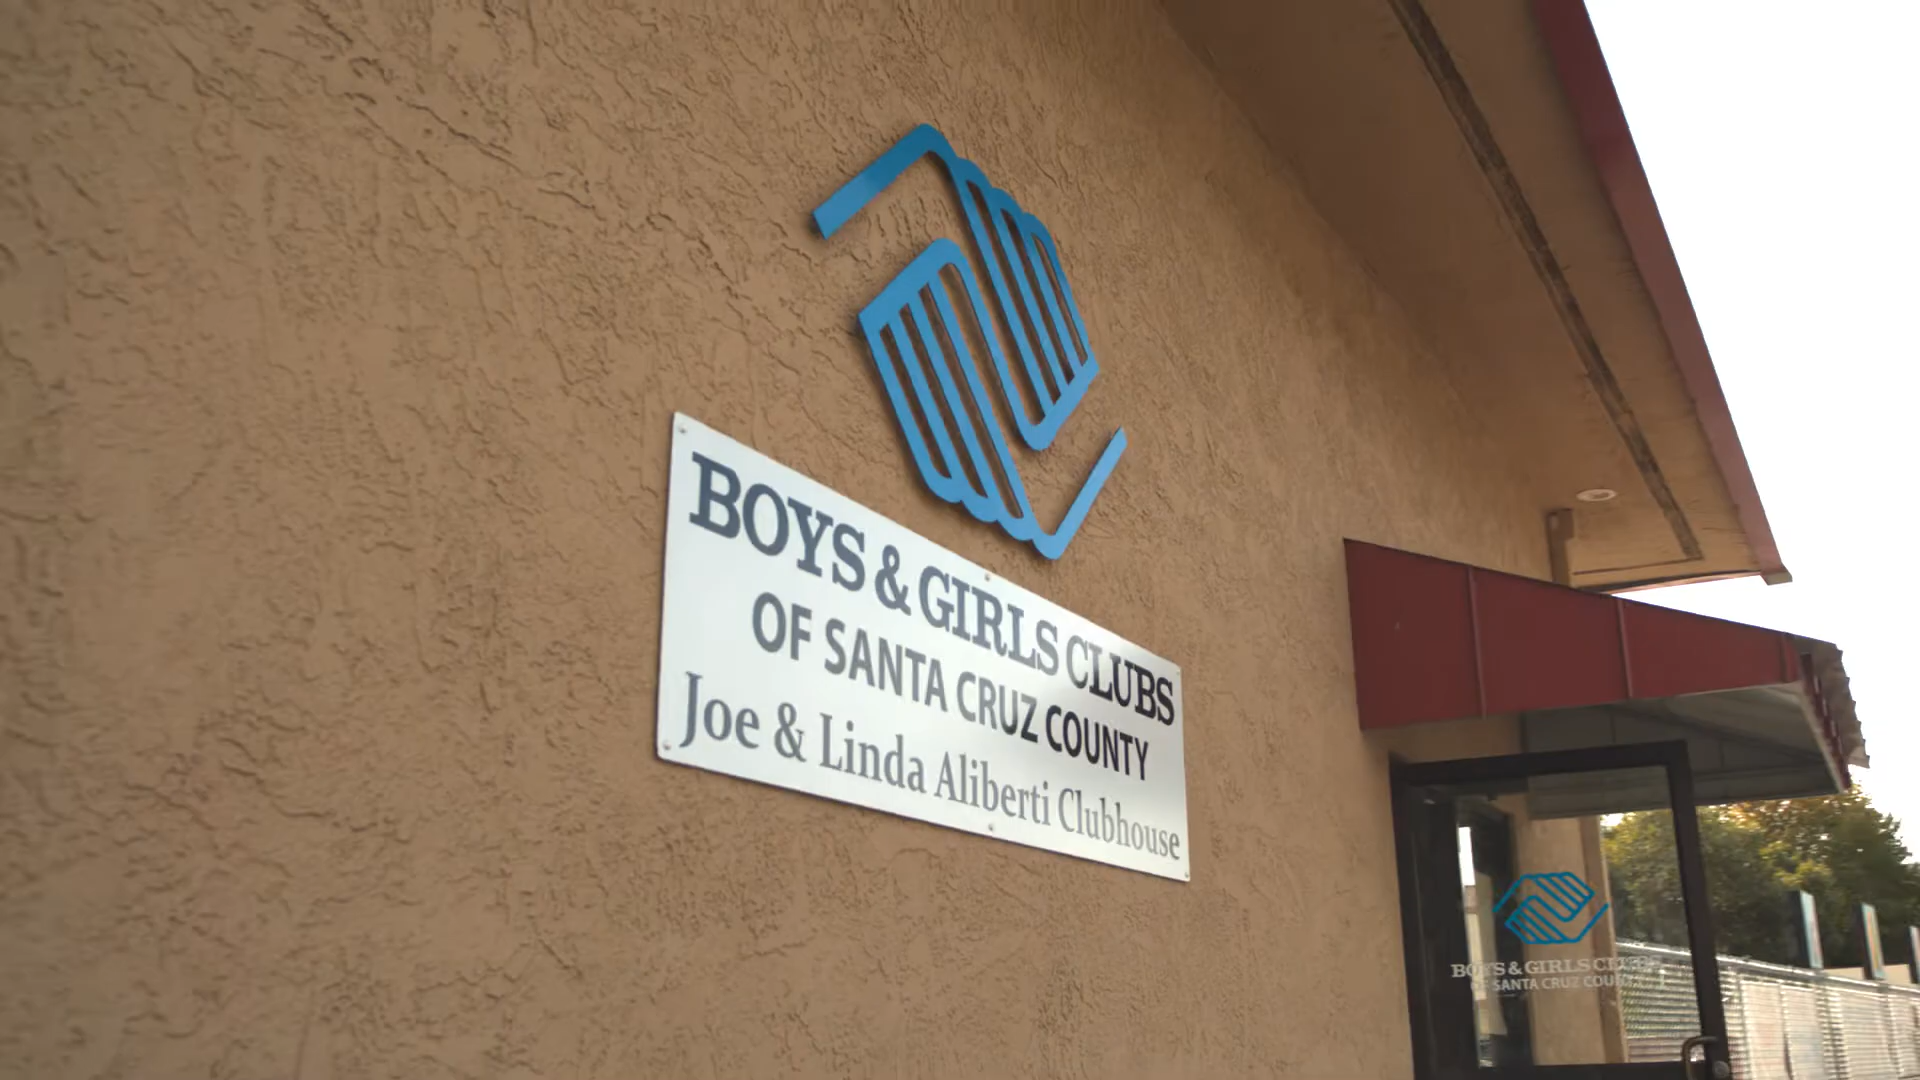 BOYS & GIRLS CLUBS
OF SANTA CRUZ COUNTY
Joe & Linda Aliberti Clubhouse
BOYS & GIRLS CLUBS
OF SANTA CRUZ COUNTY